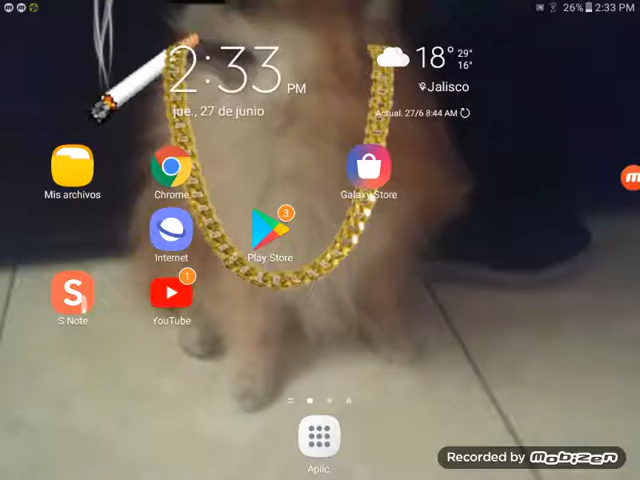 26% 2:33 PM
2:33 PM
jue., 27 de junio
18° 29°
16°
Jalisco
Actual. 27/6 8:44 AM
Mis archivos
Chrome
Galaxy Store
Internet
3
Play Store
S
S Note
1
YouTube
Aplic.
m
Recorded by mobizen